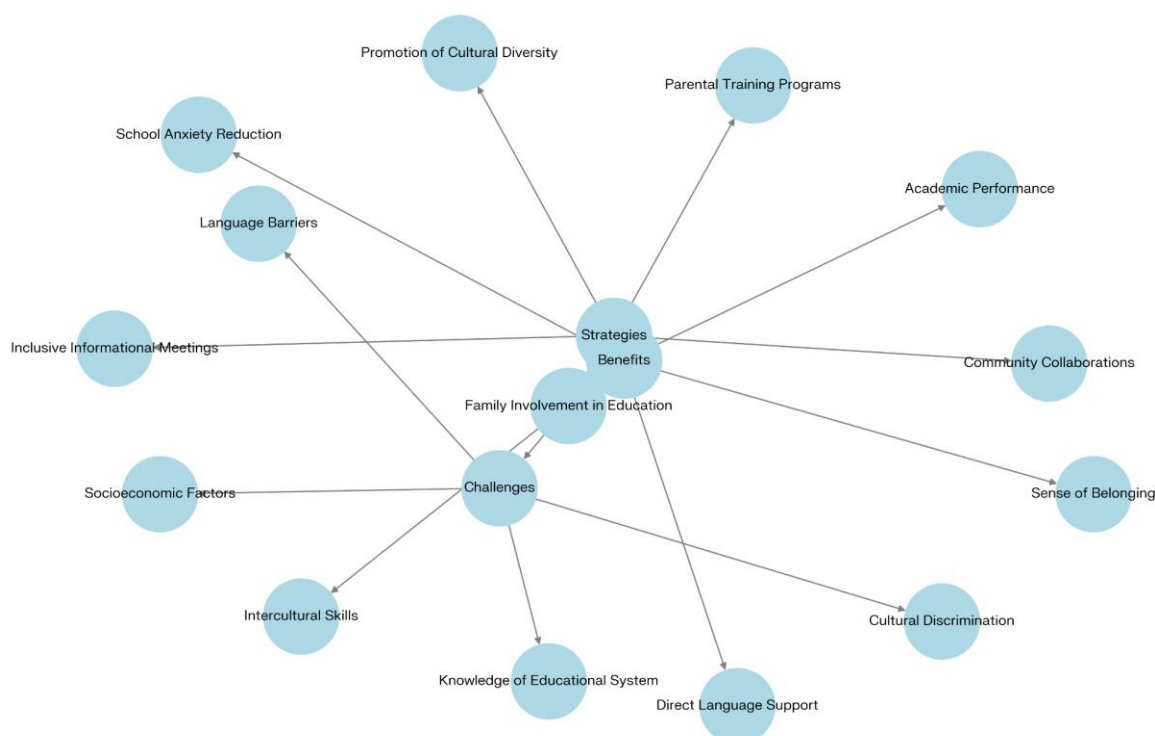 Promotion of Cultural Diversity
Parental Training Programs
School Anxiety Reduction
Academic Performance
Language Barriers
Strategies
Inclusive Informational Meetings
Benefits
Community Collaborations
Family Involvement in Education
Challenges
Socioeconomic Factors
Sense of Belonging
Intercultural Skills
Cultural Discrimination
Knowledge of Educational System
Direct Language Support